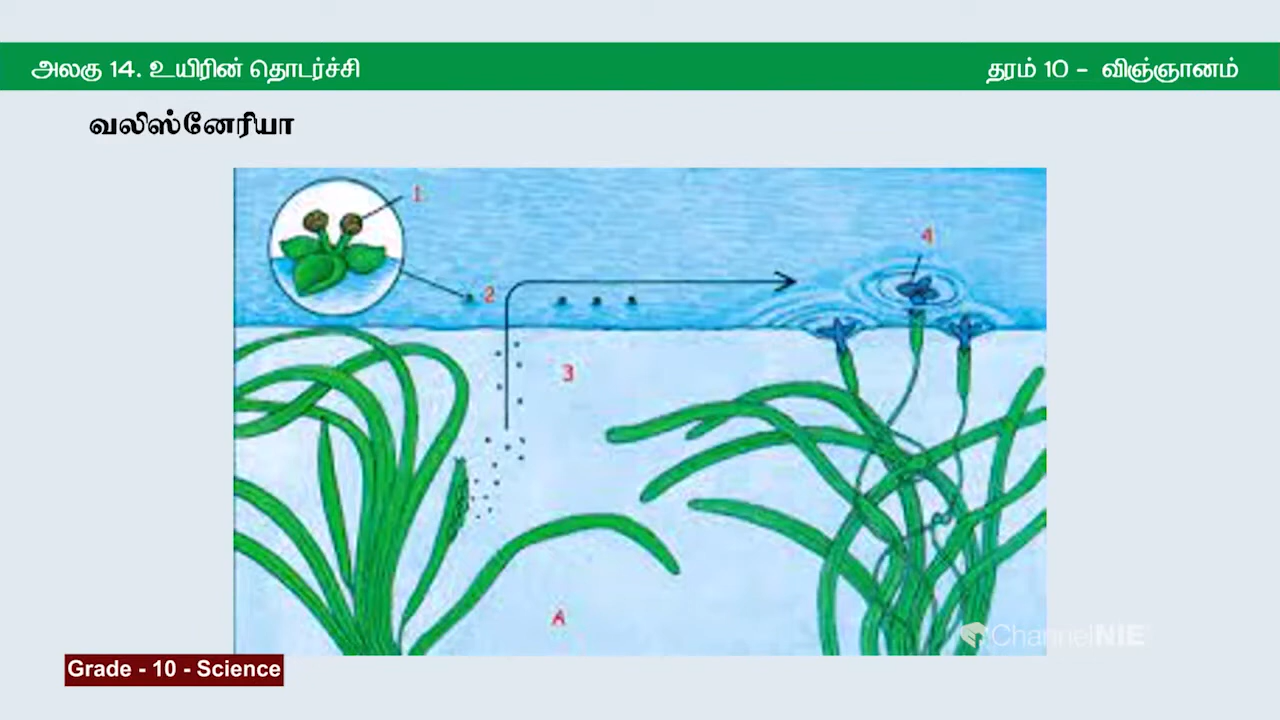 அலகு 14. உயிரின் தொடர்ச்சி
தரம் 10 - விஞ்ஞானம்
வலிஸ்னேரியா
1
2
4
3
A
ChannelNIE
Grade - 10 - Science